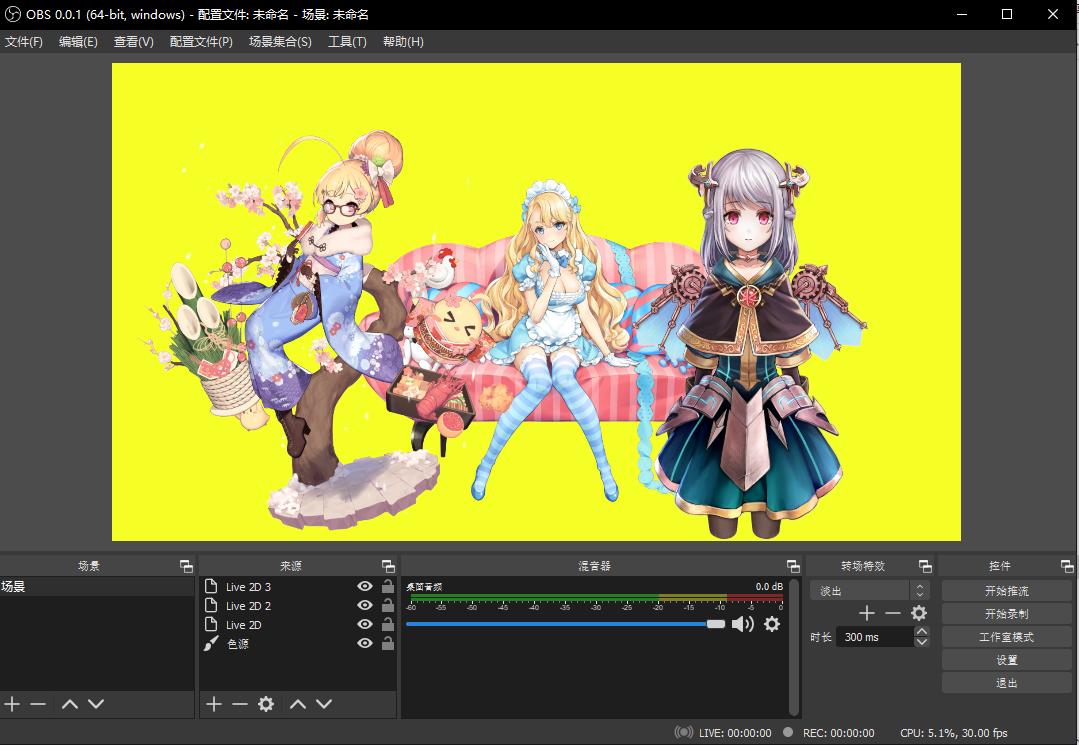 OBS 0.0.1 (64-bit, windows) - 配置文件: 未命名 - 场景: 未命名
文件(F) 编辑(E) 查看(V) 配置文件(P) 场景集合(S) 工具(T) 帮助(H)
场景
场景
来源
Live 2D 3
Live 2D 2
Live 2D
色源
混音器
桌面音频 0.0 dB
-60 -55 -50 -45 -40 -35 -30 -25 -20 -15 -10 -5 0
转场特效
淡出
时长 300 ms
控件
开始推流
开始录制
工作室模式
设置
退出
LIVE: 00:00:00 REC: 00:00:00 CPU: 5.1%, 30.00 fps